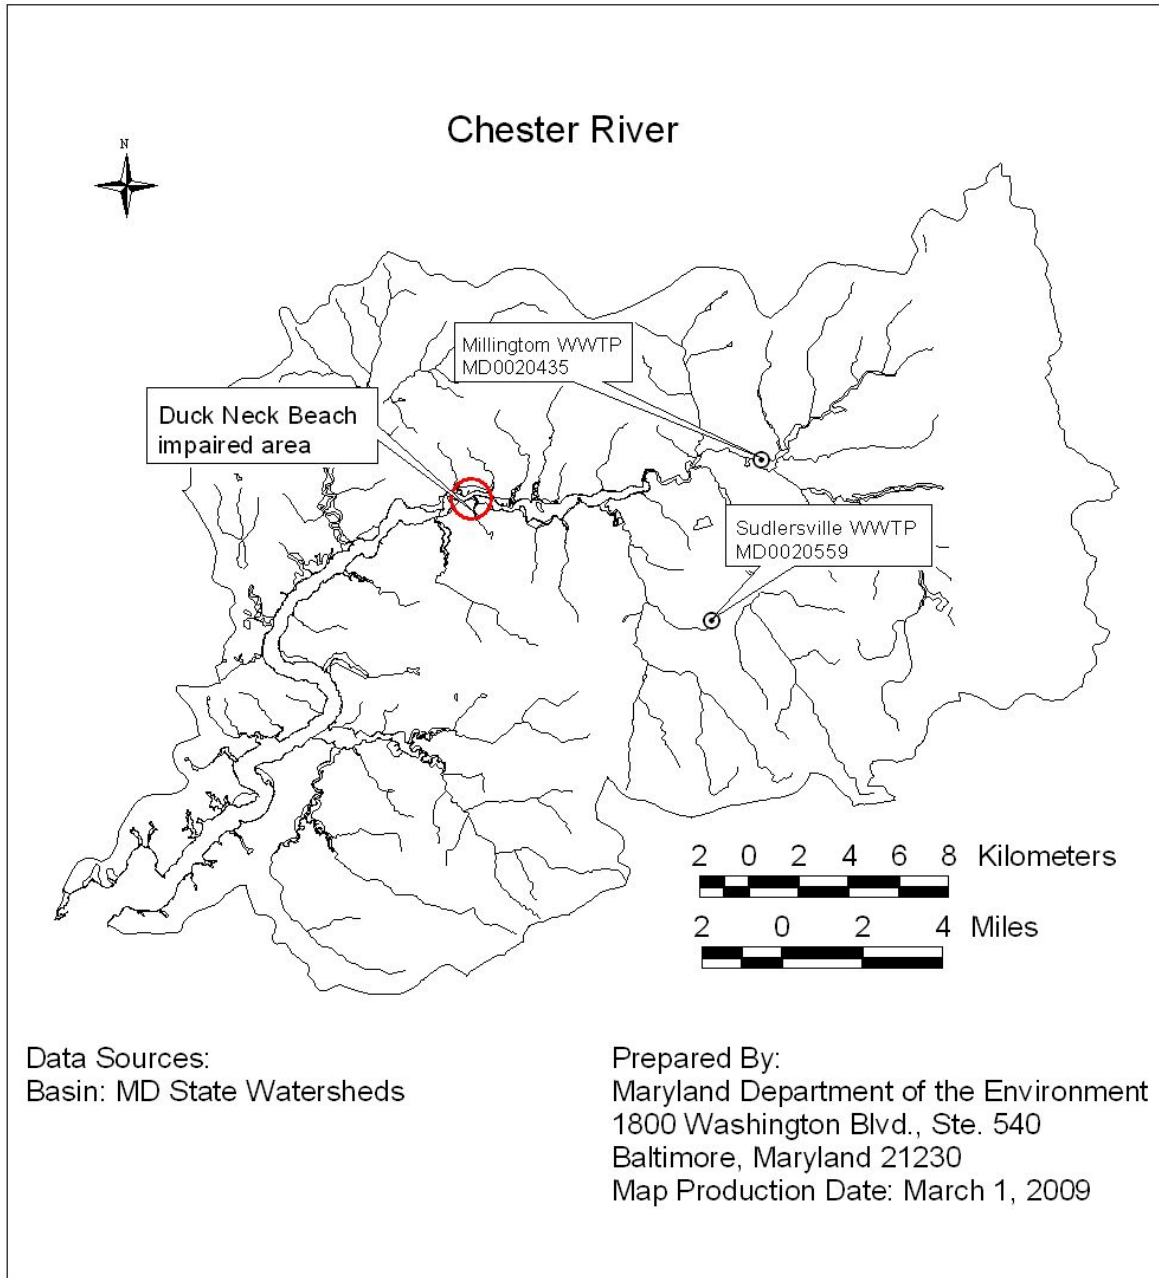 Chester River
N
Millingtom WWTP
MD0020435
Duck Neck Beach
impaired area
Sudlersville WWTP
MD0020559
2 0 2 4 6 8 Kilometers
2 0 2 4 Miles
Data Sources:
Basin: MD State Watersheds
Prepared By:
Maryland Department of the Environment
1800 Washington Blvd., Ste. 540
Baltimore, Maryland 21230
Map Production Date: March 1, 2009